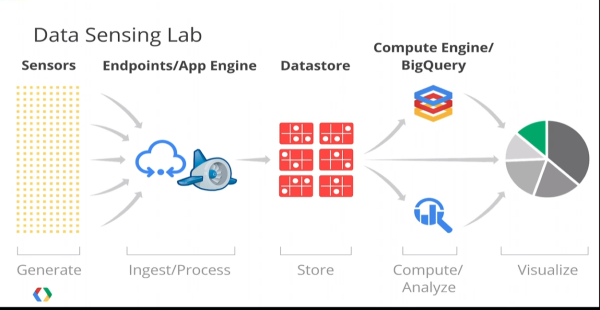 Data Sensing Lab
Sensors
Endpoints/App Engine
Datastore
Compute Engine/
BigQuery
Generate
Ingest/Process
Store
Compute/
Analyze
Visualize